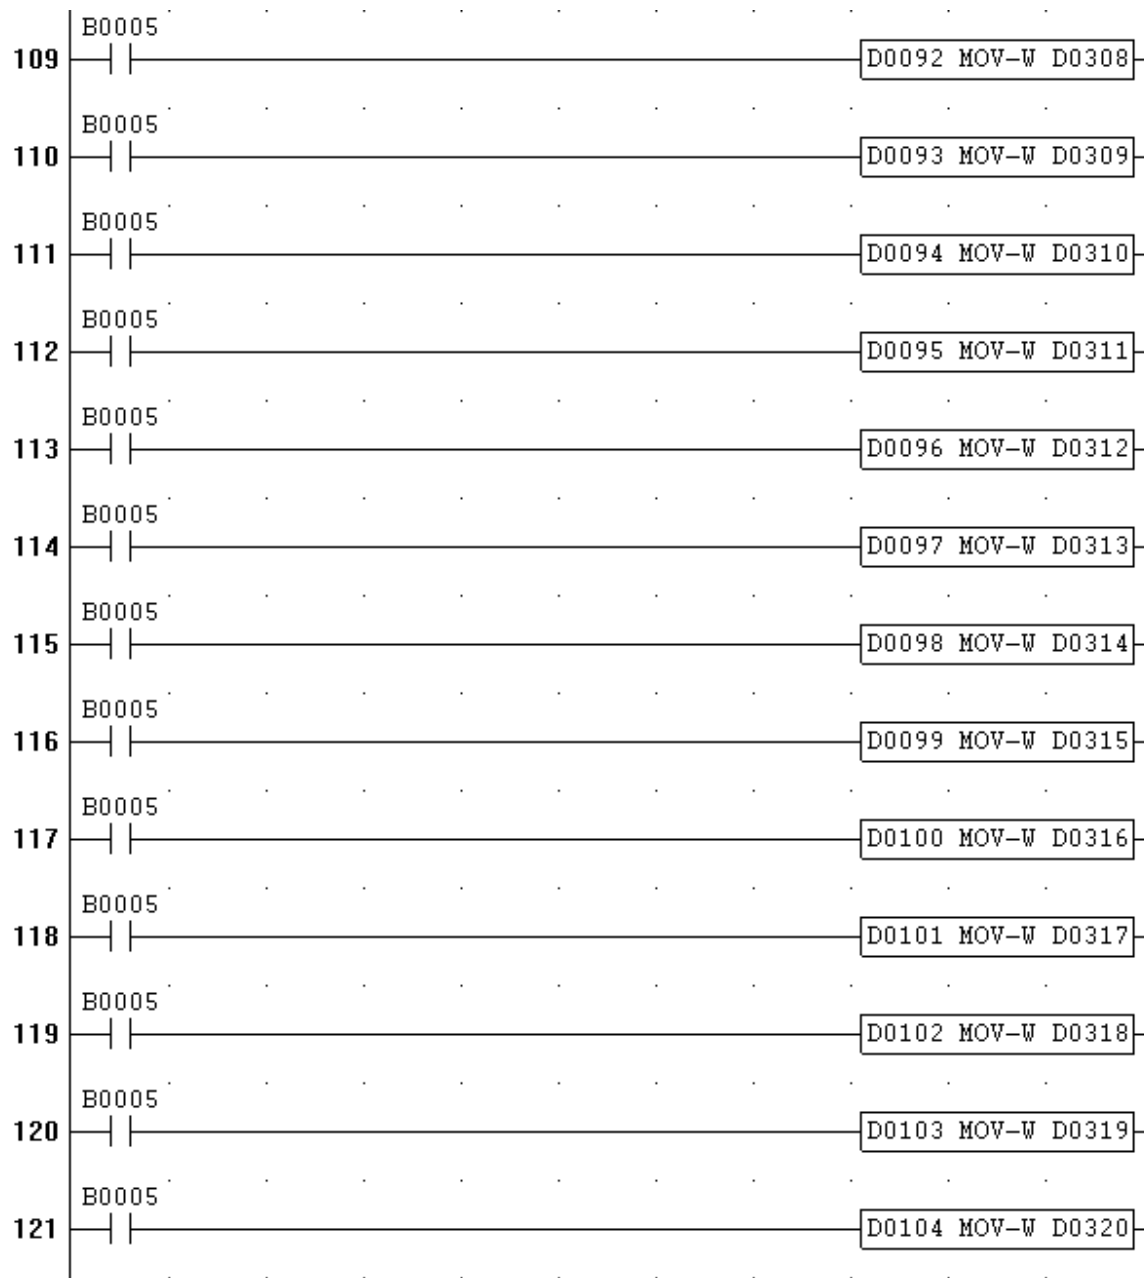 B0005
109 D0092 MOV-W D0308
B0005
110 D0093 MOV-W D0309
B0005
111 D0094 MOV-W D0310
B0005
112 D0095 MOV-W D0311
B0005
113 D0096 MOV-W D0312
B0005
114 D0097 MOV-W D0313
B0005
115 D0098 MOV-W D0314
B0005
116 D0099 MOV-W D0315
B0005
117 D0100 MOV-W D0316
B0005
118 D0101 MOV-W D0317
B0005
119 D0102 MOV-W D0318
B0005
120 D0103 MOV-W D0319
B0005
121 D0104 MOV-W D0320